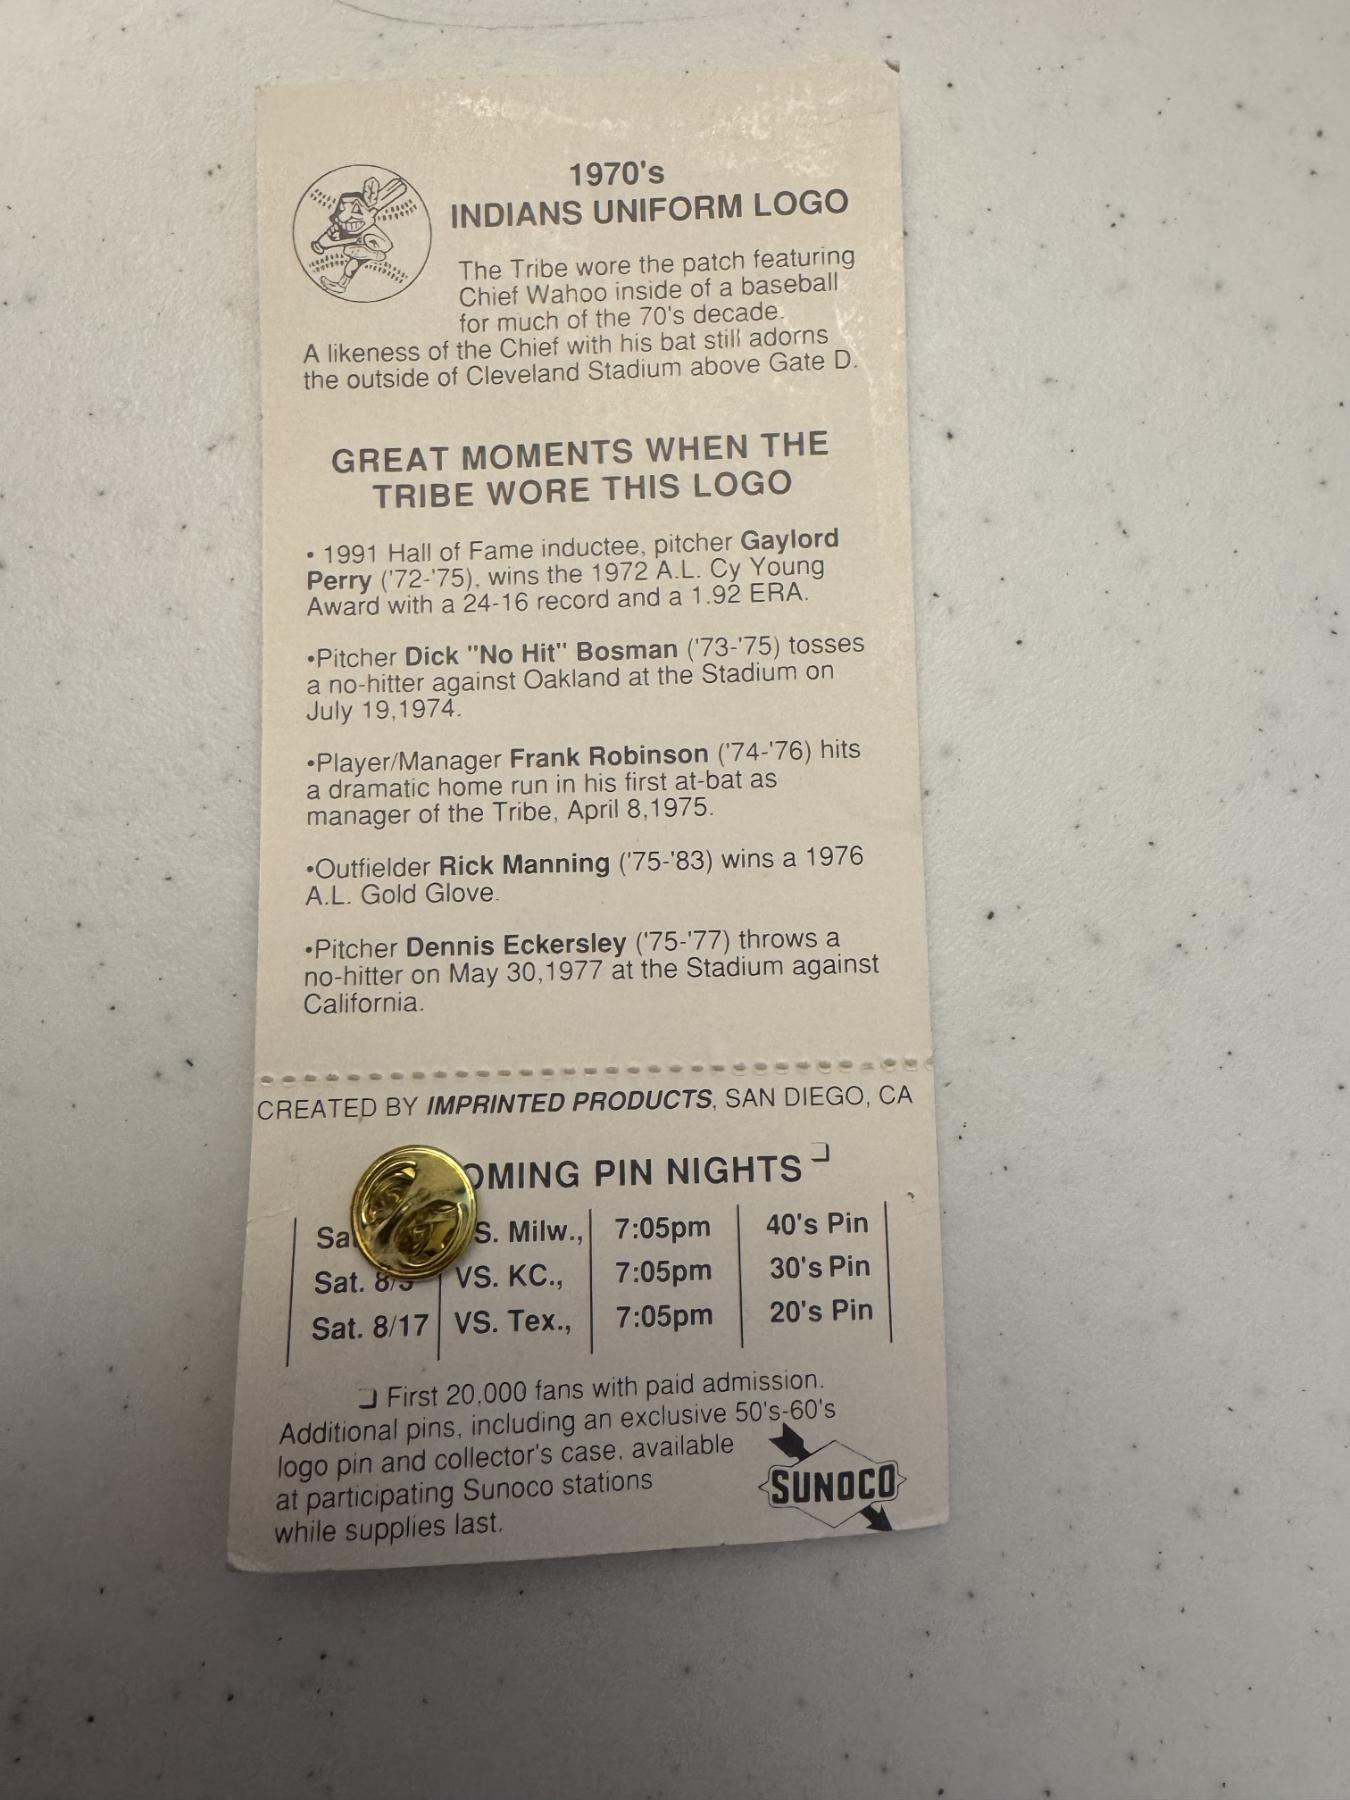 1970's
INDIANS UNIFORM LOGO
The Tribe wore the patch featuring
Chief Wahoo inside of a baseball
for much of the 70's decade.
A likeness of the Chief with his bat still adorns
the outside of Cleveland Stadium above Gate D.
GREAT MOMENTS WHEN THE
TRIBE WORE THIS LOGO
• 1991 Hall of Fame inductee, pitcher Gaylord
Perry ('72-'75), wins the 1972 A.L. Cy Young
Award with a 24-16 record and a 1.92 ERA.
•Pitcher Dick "No Hit" Bosman ('73-'75) tosses
a no-hitter against Oakland at the Stadium on
July 19,1974.
•Player/Manager Frank Robinson ('74-'76) hits
a dramatic home run in his first at-bat as
manager of the Tribe, April 8,1975.
•Outfielder Rick Manning ('75-'83) wins a 1976
A.L. Gold Glove.
•Pitcher Dennis Eckersley ('75-'77) throws a
no-hitter on May 30,1977 at the Stadium against
California.
CREATED BY IMPRINTED PRODUCTS, SAN DIEGO, CA
PIN NIGHTS
Milw., 7:05pm 40's Pin
Sat. VS. KC., 7:05pm 30's Pin
Sat. 8/17 VS. Tex., 7:05pm 20's Pin
❏ First 20,000 fans with paid admission.
Additional pins, including an exclusive 50's-60's
logo pin and collector's case, available
at participating Sunoco stations
while supplies last.
SUNOCO